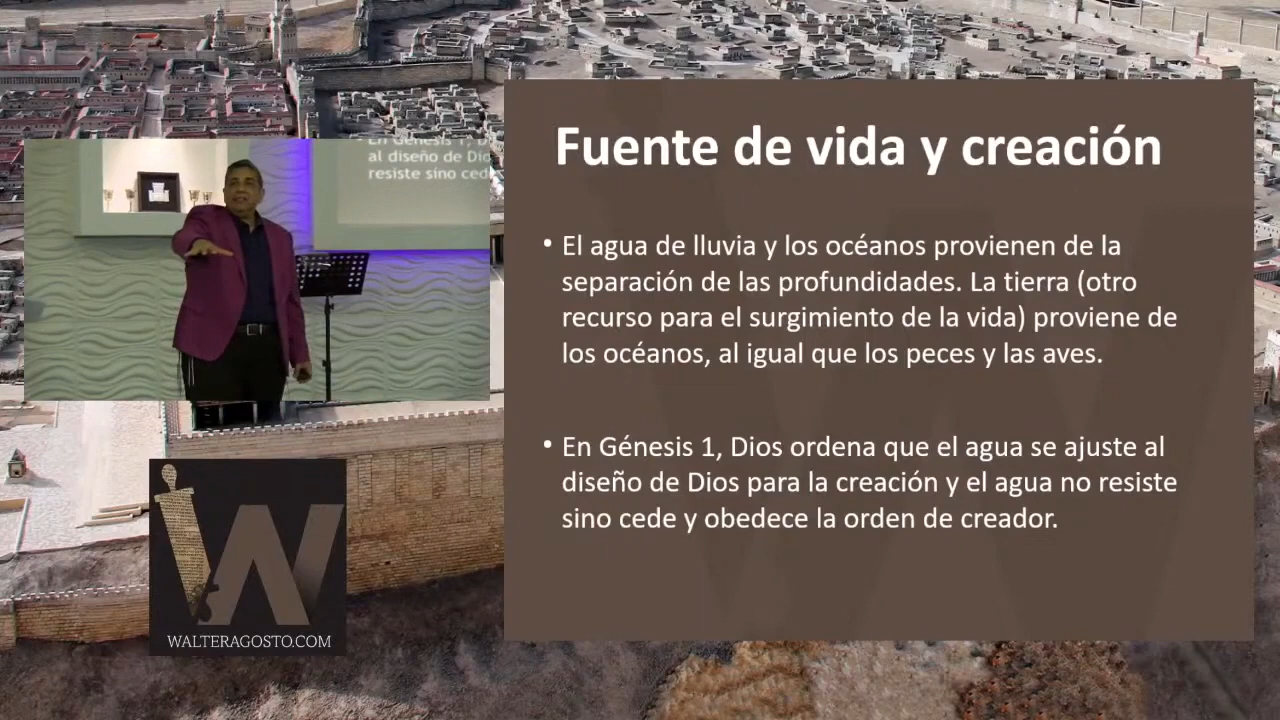 Fuente de vida y creación
• El agua de lluvia y los océanos provienen de la
separación de las profundidades. La tierra (otro
recurso para el surgimiento de la vida) proviene de
los océanos, al igual que los peces y las aves.
• En Génesis 1, Dios ordena que el agua se ajuste al
diseño de Dios para la creación y el agua no resiste
sino cede y obedece la orden de creador.
al diseño de Dio
resiste sino cede
W
WALTERAGOSTO.COM